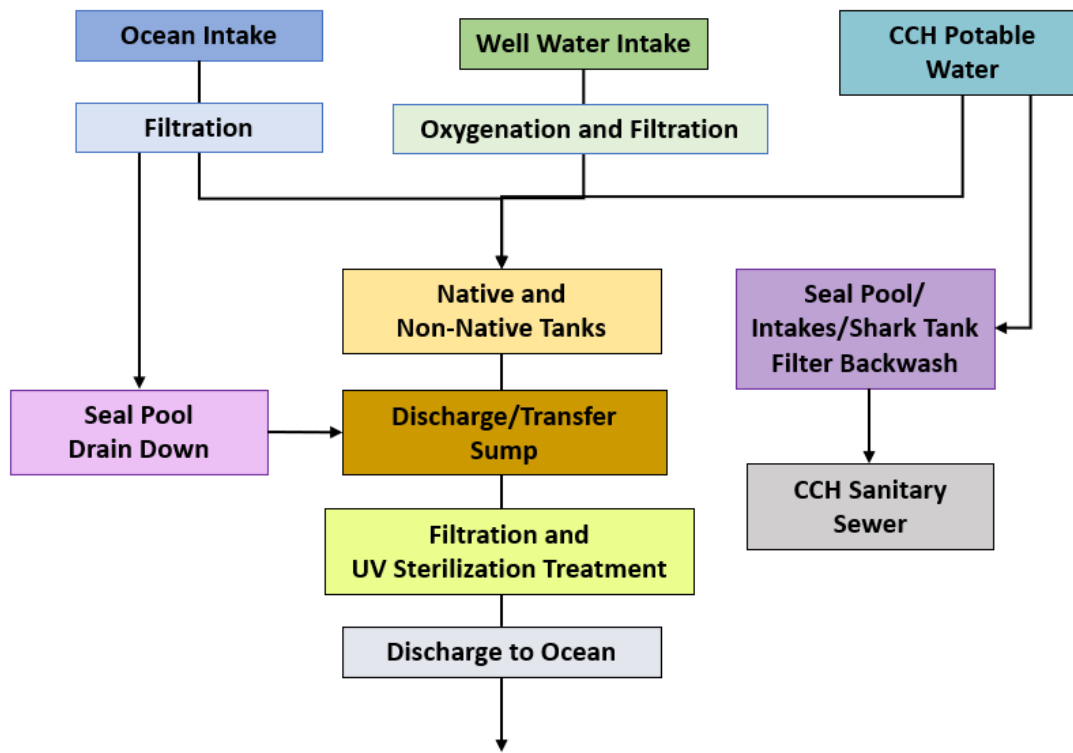 Ocean Intake
Well Water Intake
CCH Potable
Water
Filtration
Oxygenation and Filtration
Native and
Non-Native Tanks
Seal Pool/
Intakes/Shark Tank
Filter Backwash
Seal Pool
Drain Down
Discharge/Transfer
Sump
CCH Sanitary
Sewer
Filtration and
UV Sterilization Treatment
Discharge to Ocean